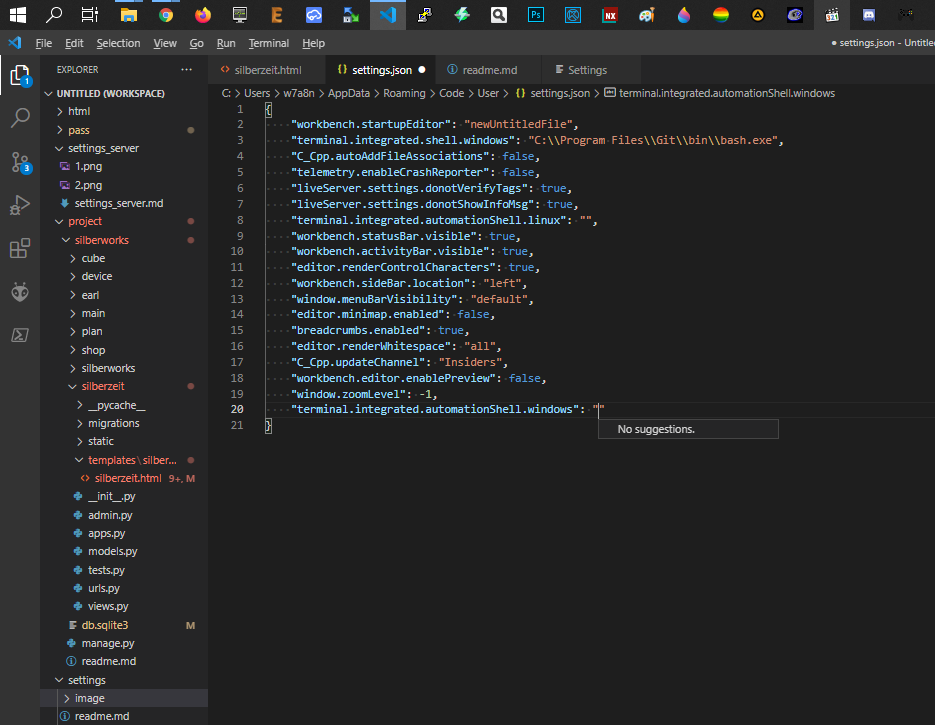 File Edit Selection View Go Run Terminal Help
● settings.json - Untitle
EXPLORER ···
UNTITLED (WORKSPACE)
html
pass
settings_server
1.png
2.png
settings_server.md
project
silberworks
cube
device
earl
main
plan
shop
silberworks
silberzeit
__pycache__
migrations
static
templates\silber...
silberzeit.html 9+, M
__init__.py
admin.py
apps.py
models.py
tests.py
urls.py
views.py
db.sqlite3 M
manage.py
readme.md
settings
image
readme.md
1
3
silberzeit.html settings.json ● readme.md Settings
C: > Users > w7a8n > AppData > Roaming > Code > User > {} settings.json > terminal.integrated.automationShell.windows
1 {
2 "workbench.startupEditor": "newUntitledFile",
3 "terminal.integrated.shell.windows": "C:\\Program Files\\Git\\bin\\bash.exe",
4 "C_Cpp.autoAddFileAssociations": false,
5 "telemetry.enableCrashReporter": false,
6 "liveServer.settings.donotVerifyTags": true,
7 "liveServer.settings.donotShowInfoMsg": true,
8 "terminal.integrated.automationShell.linux": "",
9 "workbench.statusBar.visible": true,
10 "workbench.activityBar.visible": true,
11 "editor.renderControlCharacters": true,
12 "workbench.sideBar.location": "left",
13 "window.menuBarVisibility": "default",
14 "editor.minimap.enabled": false,
15 "breadcrumbs.enabled": true,
16 "editor.renderWhitespace": "all",
17 "C_Cpp.updateChannel": "Insiders",
18 "workbench.editor.enablePreview": false,
19 "window.zoomLevel": -1,
20 "terminal.integrated.automationShell.windows": ""
21 }
No suggestions.
E
Ps
NX
321